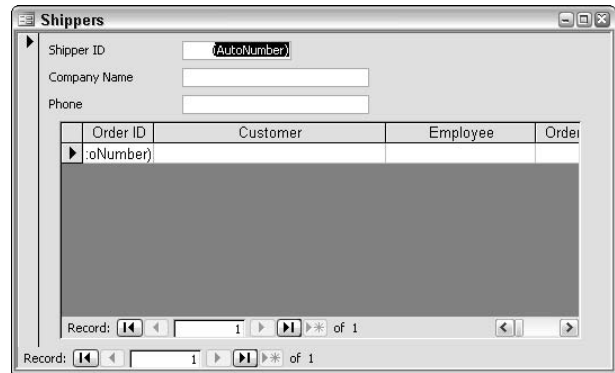 Shippers
Shipper ID (AutoNumber)
Company Name
Phone
Order ID Customer Employee Order
:oNumber)
Record: 1 of 1
Record: 1 of 1